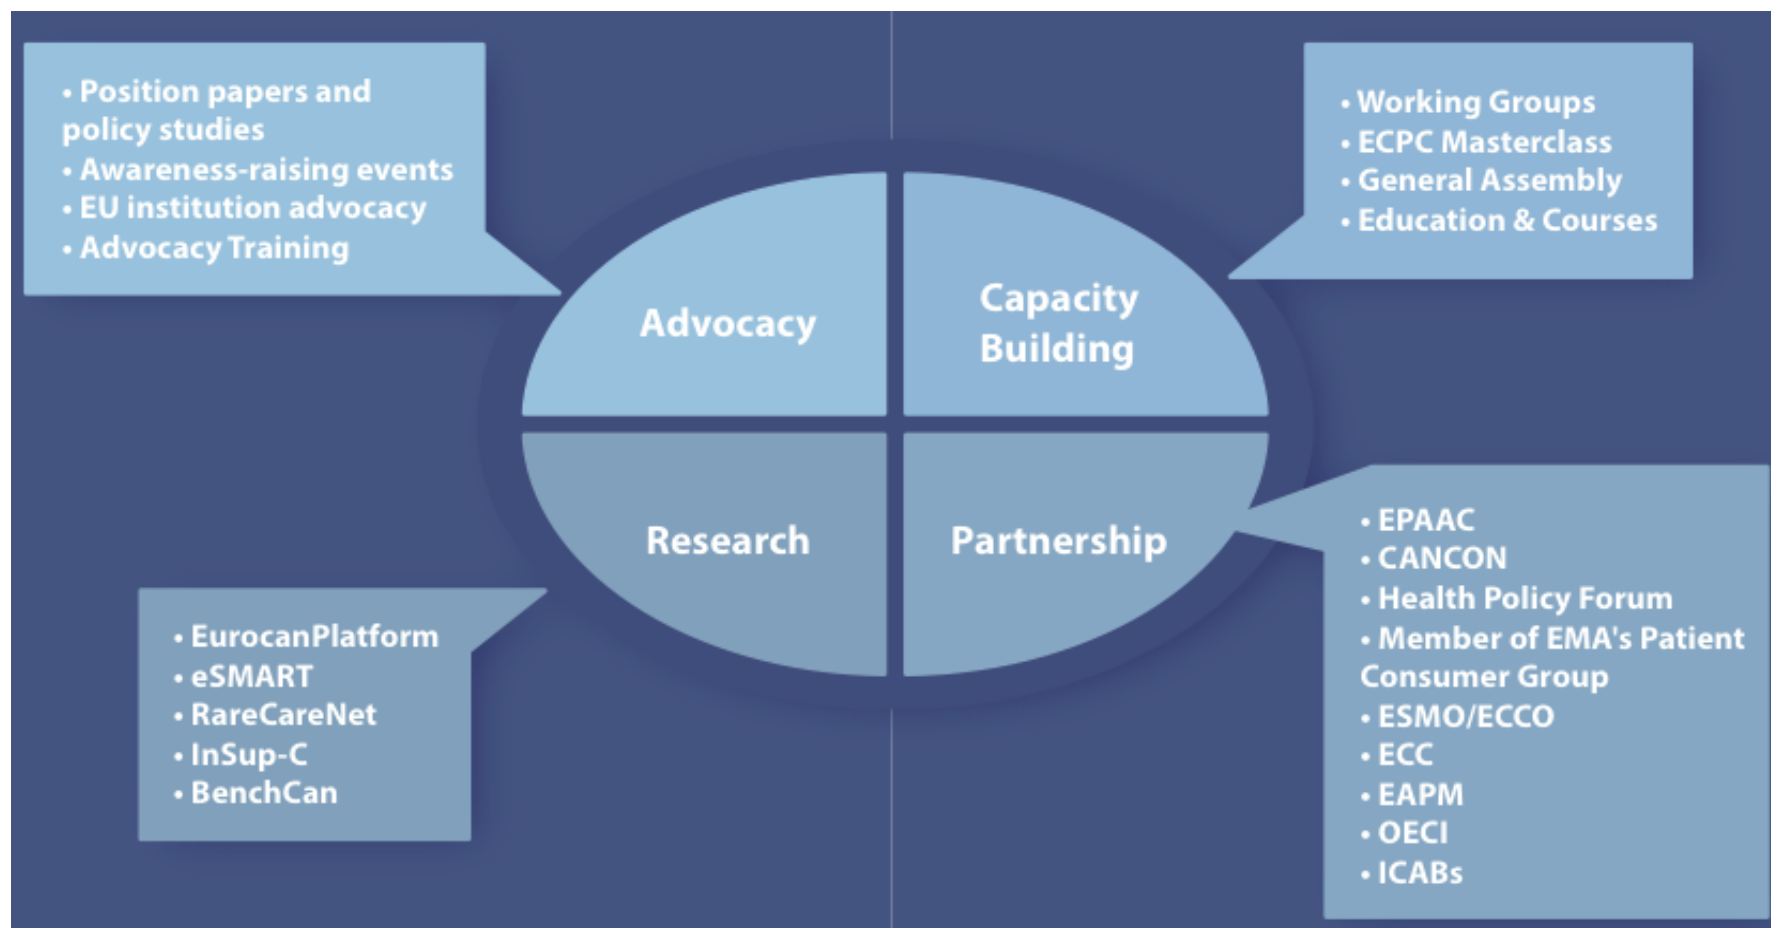 • Position papers and
policy studies
• Awareness-raising events
• EU institution advocacy
• Advocacy Training
• Working Groups
• ECPC Masterclass
• General Assembly
• Education & Courses
Advocacy
Capacity
Building
Research
Partnership
• EurocanPlatform
• eSMART
• RareCareNet
• InSup-C
• BenchCan
• EPAAC
• CANCON
• Health Policy Forum
• Member of EMA's Patient
Consumer Group
• ESMO/ECCO
• ECC
• EAPM
• OECI
• ICABs